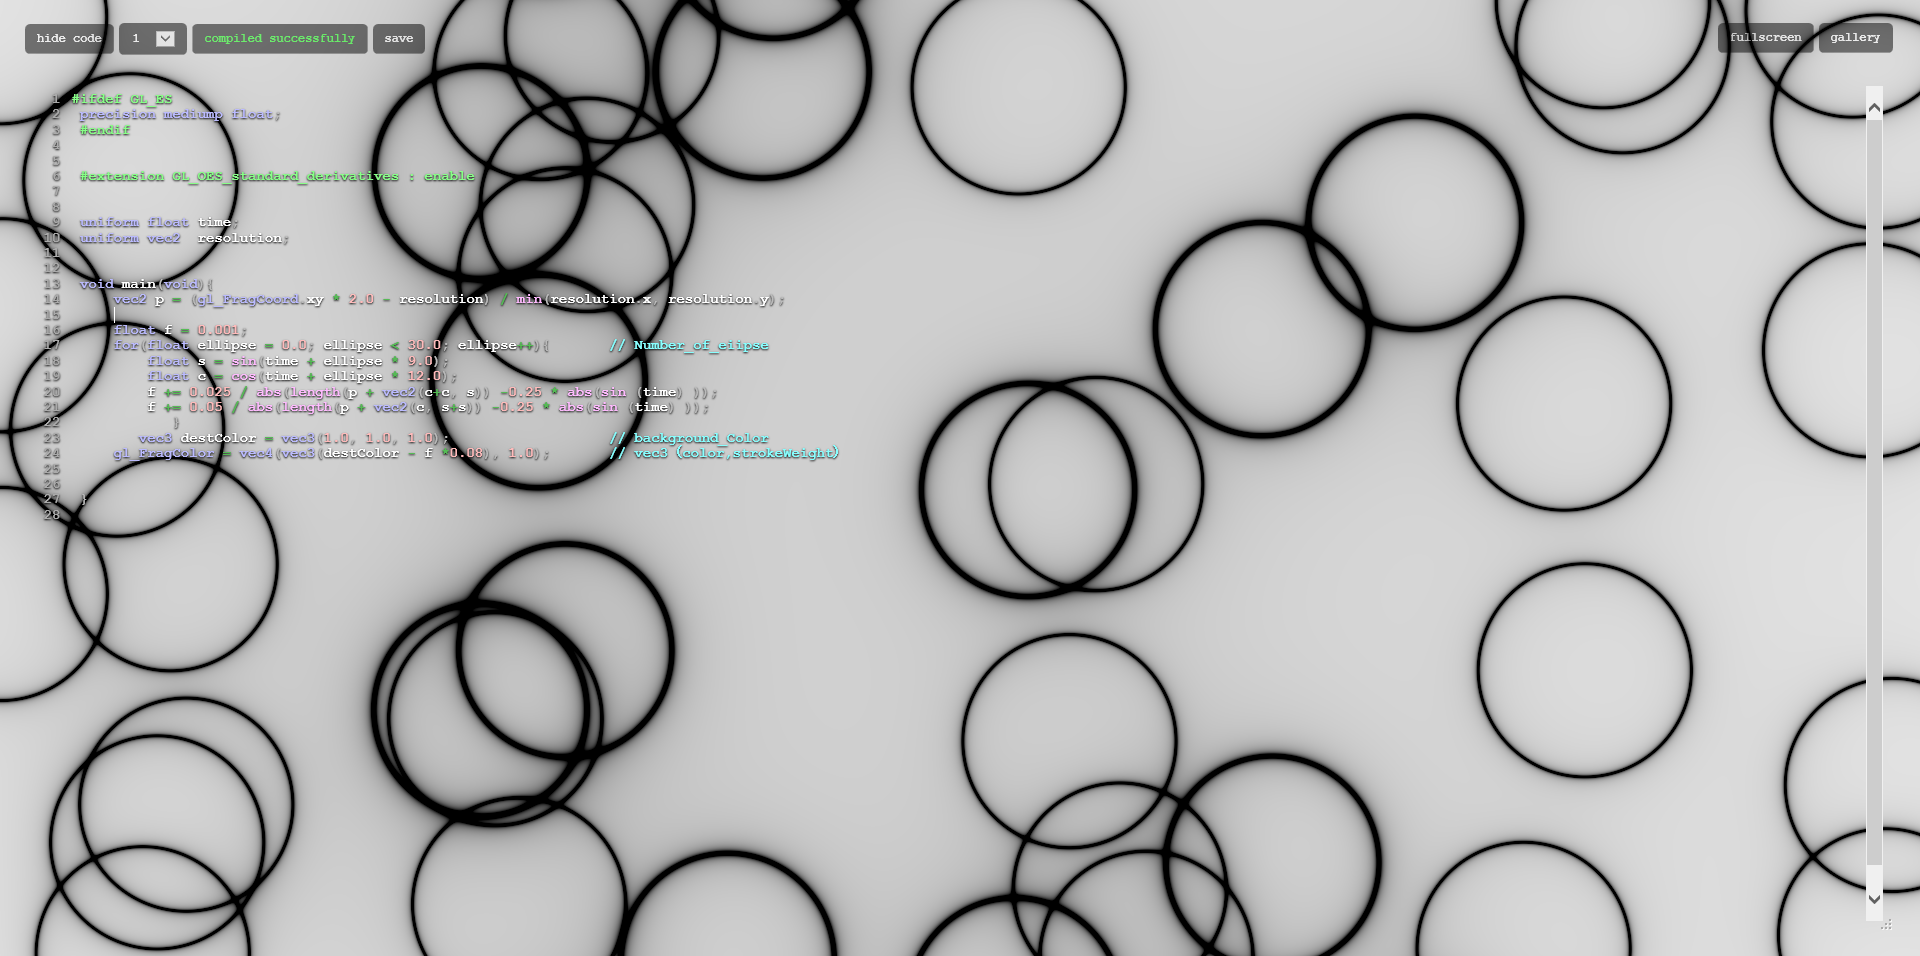 hide code 1 compiled successfully save fullscreen gallery
1 #ifdef GL_ES
2 precision mediump float;
3 #endif
4
5
6 #extension GL_OES_standard_derivatives : enable
7
8
9 uniform float time;
10 uniform vec2  resolution;
11
12
13 void main(void){
14 vec2 p = (gl_FragCoord.xy * 2.0 - resolution) / min(resolution.x, resolution.y);
15
16 float f = 0.001;
17 for(float ellipse = 0.0; ellipse < 30.0; ellipse++){ // Number_of_elipse
18 float s = sin(time + ellipse * 9.0);
19 float c = cos(time + ellipse * 12.0);
20 f += 0.025 / abs(length(p + vec2(c+c, s)) -0.25 * abs(sin (time) ));
21 f += 0.05 / abs(length(p + vec2(c, s+s)) -0.25 * abs(sin (time) ));
22 }
23 vec3 destColor = vec3(1.0, 1.0, 1.0); // background_Color
24 gl_FragColor = vec4(vec3(destColor - f *0.08), 1.0); // vec3 (color,strokeWeight)
25
26
27 }
28